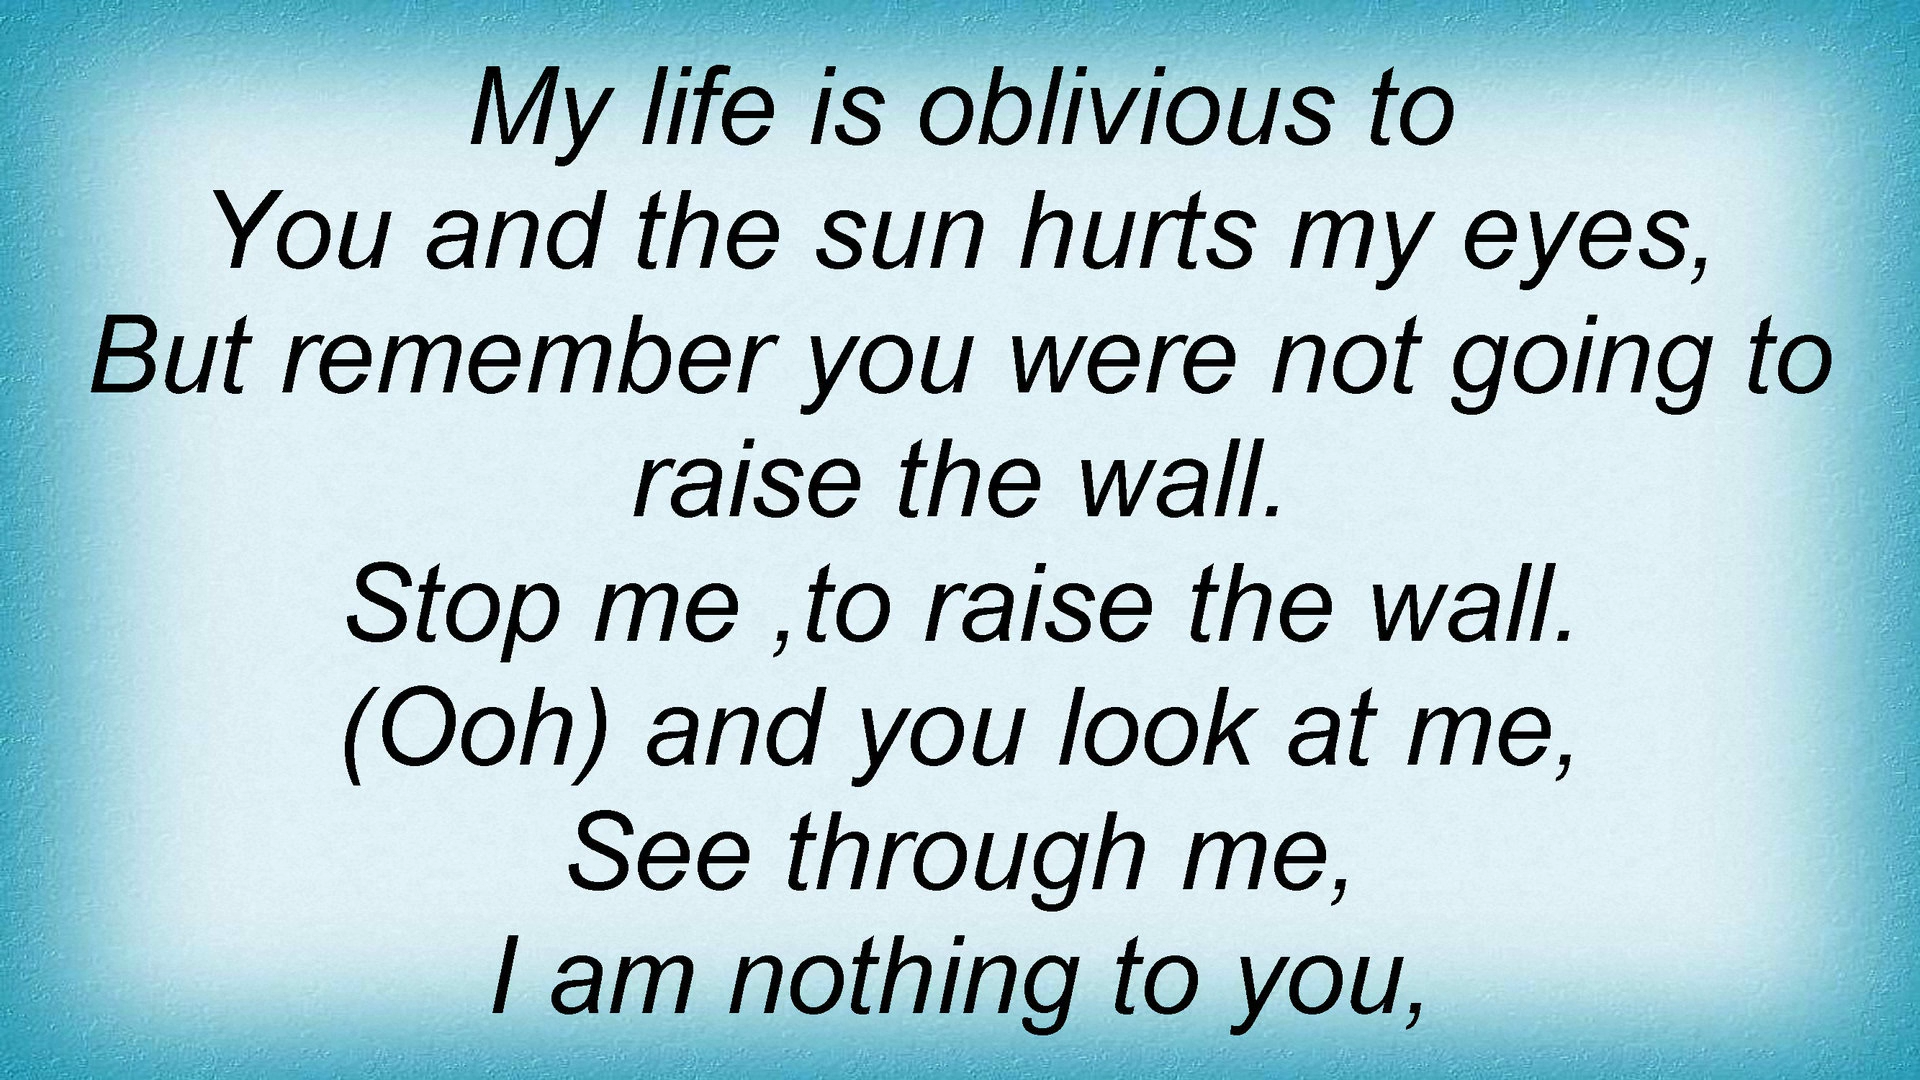 My life is oblivious to
You and the sun hurts my eyes,
But remember you were not going to
raise the wall.
Stop me ,to raise the wall.
(Ooh) and you look at me,
See through me,
I am nothing to you,